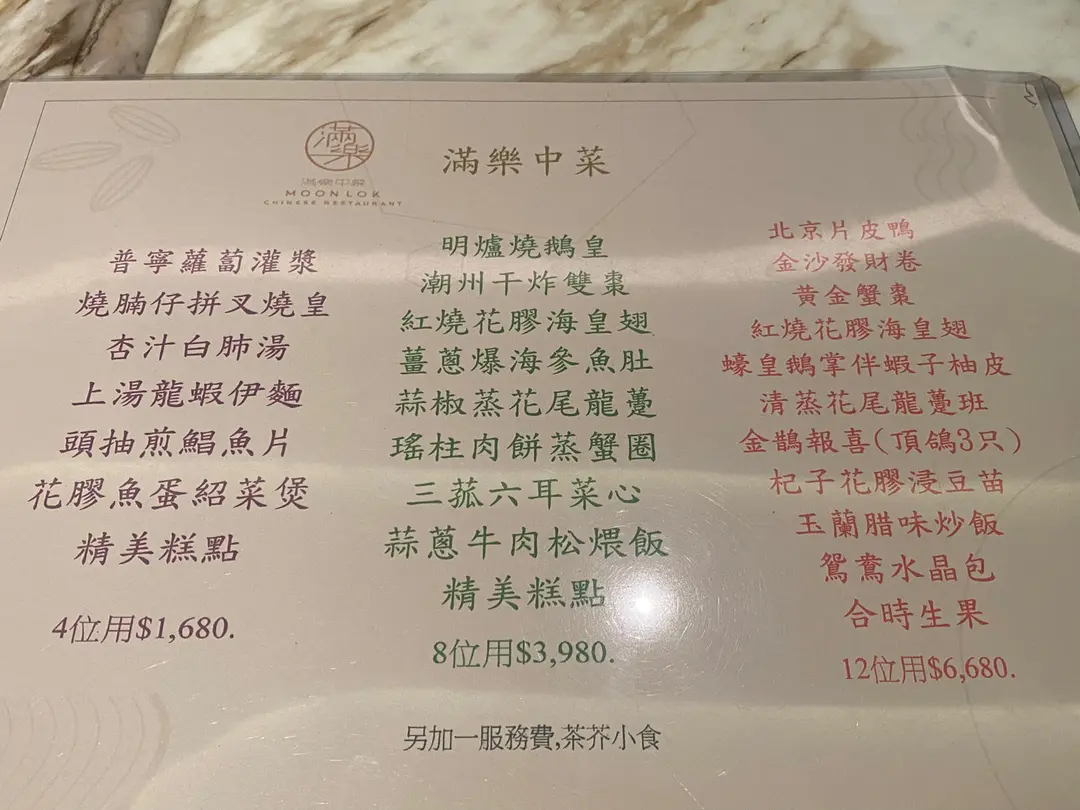 滿樂
滿樂中菜
MOON LOK
CHINESE RESTAURANT
滿樂中菜
普寧蘿蔔灌漿
燒腩仔拼叉燒皇
杏汁白肺湯
上湯龍蝦伊麵
頭抽煎鯧魚片
花膠魚蛋紹菜煲
精美糕點
4位用$1,680.
明爐燒鵝皇
潮州干炸雙棗
紅燒花膠海皇翅
薑蔥爆海參魚肚
蒜椒蒸花尾龍躉
瑤柱肉餅蒸蟹圈
三菰六耳菜心
蒜蔥牛肉松煨飯
精美糕點
8位用$3,980.
北京片皮鴨
金沙發財卷
黃金蟹棗
紅燒花膠海皇翅
蠔皇鵝掌伴蝦子柚皮
清蒸花尾龍躉班
金鵲報喜(頂鴿3只)
杞子花膠浸豆苗
玉蘭腊味炒飯
鴛鴦水晶包
合時生果
12位用$6,680.
另加一服務費,茶芥小食